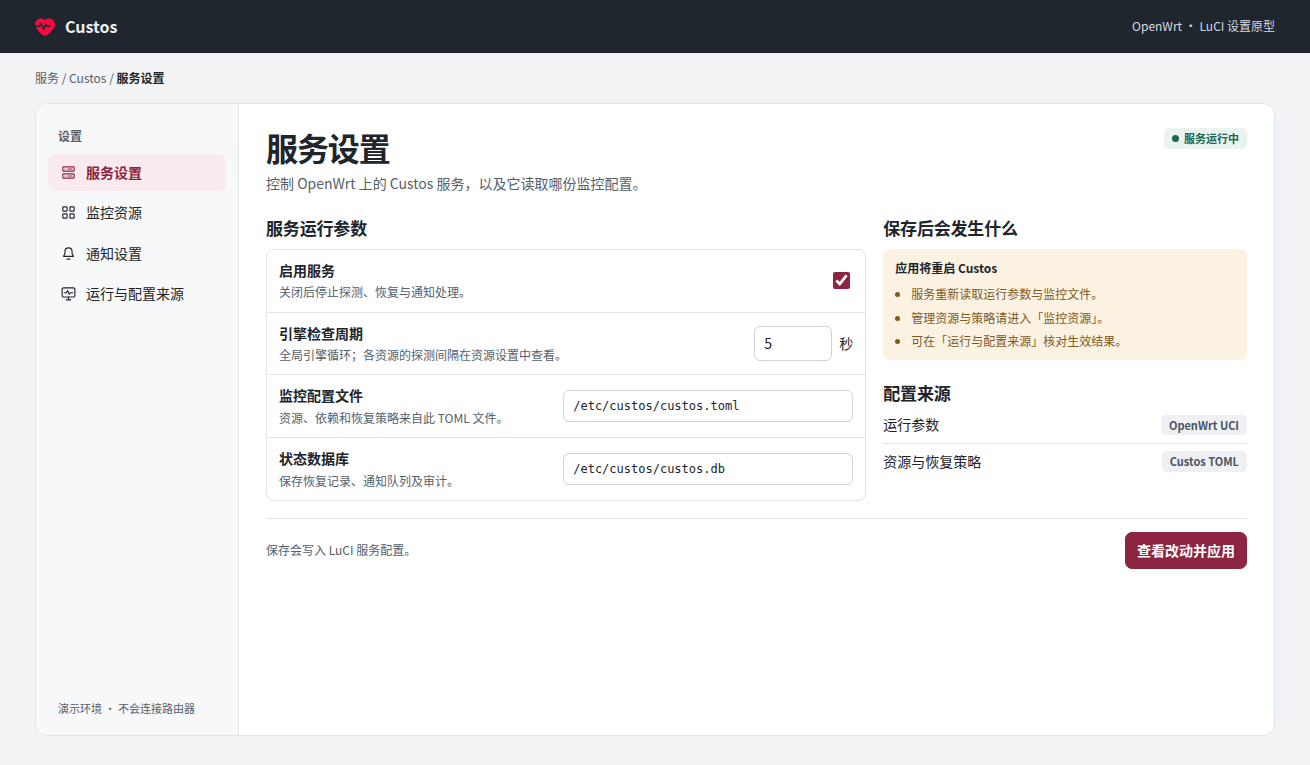 Custos
OpenWrt · LuCI 设置原型
服务 / Custos / 服务设置
设置
服务设置
监控资源
通知设置
运行与配置来源
演示环境 · 不会连接路由器
服务设置
服务运行中
控制 OpenWrt 上的 Custos 服务，以及它读取哪份监控配置。
服务运行参数
启用服务
关闭后停止探测、恢复与通知处理。
引擎检查周期
全局引擎循环；各资源的探测间隔在资源设置中查看。
5 秒
监控配置文件
资源、依赖和恢复策略来自此 TOML 文件。
/etc/custos/custos.toml
状态数据库
保存恢复记录、通知队列及审计。
/etc/custos/custos.db
保存后会发生什么
应用将重启 Custos
服务重新读取运行参数与监控文件。
管理资源与策略请进入「监控资源」。
可在「运行与配置来源」核对生效结果。
配置来源
运行参数 OpenWrt UCI
资源与恢复策略 Custos TOML
保存会写入 LuCI 服务配置。
查看改动并应用